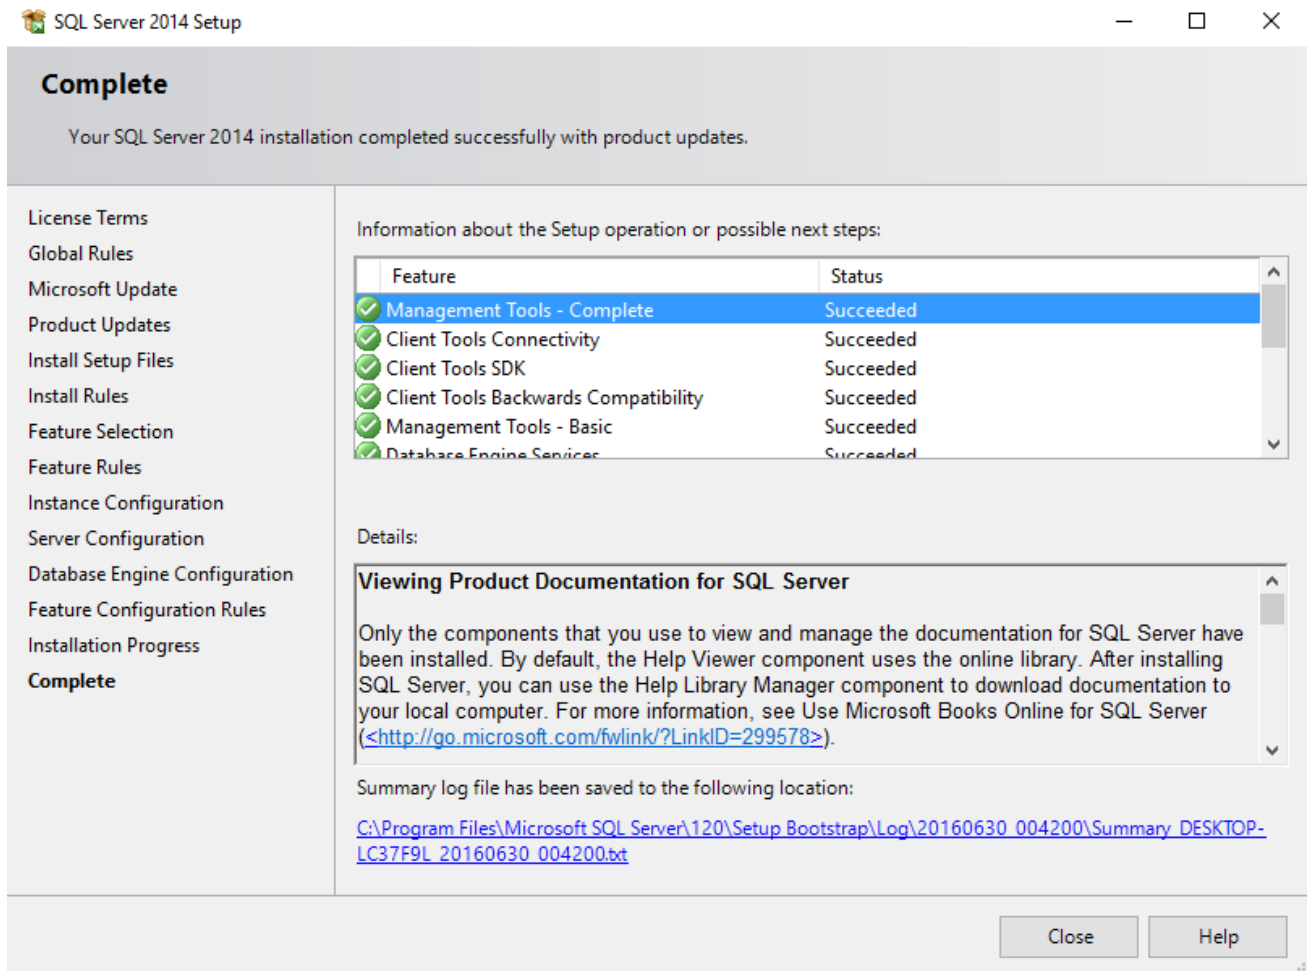 SQL Server 2014 Setup
Complete
Your SQL Server 2014 installation completed successfully with product updates.
License Terms
Global Rules
Microsoft Update
Product Updates
Install Setup Files
Install Rules
Feature Selection
Feature Rules
Instance Configuration
Server Configuration
Database Engine Configuration
Feature Configuration Rules
Installation Progress
Complete
Information about the Setup operation or possible next steps:
Feature Status
Management Tools - Complete Succeeded
Client Tools Connectivity Succeeded
Client Tools SDK Succeeded
Client Tools Backwards Compatibility Succeeded
Management Tools - Basic Succeeded
Database Engine Services Succeeded
Details:
Viewing Product Documentation for SQL Server
Only the components that you use to view and manage the documentation for SQL Server have
been installed. By default, the Help Viewer component uses the online library. After installing
SQL Server, you can use the Help Library Manager component to download documentation to
your local computer. For more information, see Use Microsoft Books Online for SQL Server
(<http://go.microsoft.com/fwlink/?LinkID=299578>).
Summary log file has been saved to the following location:
C:\Program Files\Microsoft SQL Server\120\Setup Bootstrap\Log\20160630_004200\Summary_DESKTOP-
LC37F9L_20160630_004200.txt
Close
Help